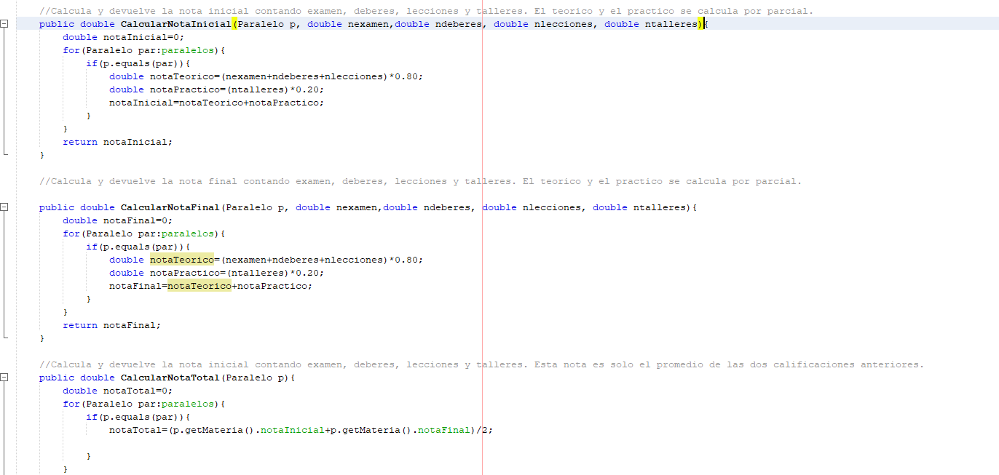 //Calcula y devuelve la nota inicial contando examen, deberes, lecciones y talleres. El teorico y el practico se calcula por parcial.
public double CalcularNotaInicial(Paralelo p, double nexamen,double ndeberes, double nlecciones, double ntalleres){
double notaInicial=0;
for(Paralelo par:paralelos){
if(p.equals(par)){
double notaTeorico=(nexamen+ndeberes+nlecciones)*0.80;
double notaPractico=(ntalleres)*0.20;
notaInicial=notaTeorico+notaPractico;
}
}
return notaInicial;
}
//Calcula y devuelve la nota final contando examen, deberes, lecciones y talleres. El teorico y el practico se calcula por parcial.
public double CalcularNotaFinal(Paralelo p, double nexamen,double ndeberes, double nlecciones, double ntalleres){
double notaFinal=0;
for(Paralelo par:paralelos){
if(p.equals(par)){
double notaTeorico=(nexamen+ndeberes+nlecciones)*0.80;
double notaPractico=(ntalleres)*0.20;
notaFinal=notaTeorico+notaPractico;
}
}
return notaFinal;
}
//Calcula y devuelve la nota inicial contando examen, deberes, lecciones y talleres. Esta nota es solo el promedio de las dos calificaciones anteriores.
public double CalcularNotaTotal(Paralelo p){
double notaTotal=0;
for(Paralelo par:paralelos){
if(p.equals(par)){
notaTotal=(p.getMateria().notaInicial+p.getMateria().notaFinal)/2;
}
}